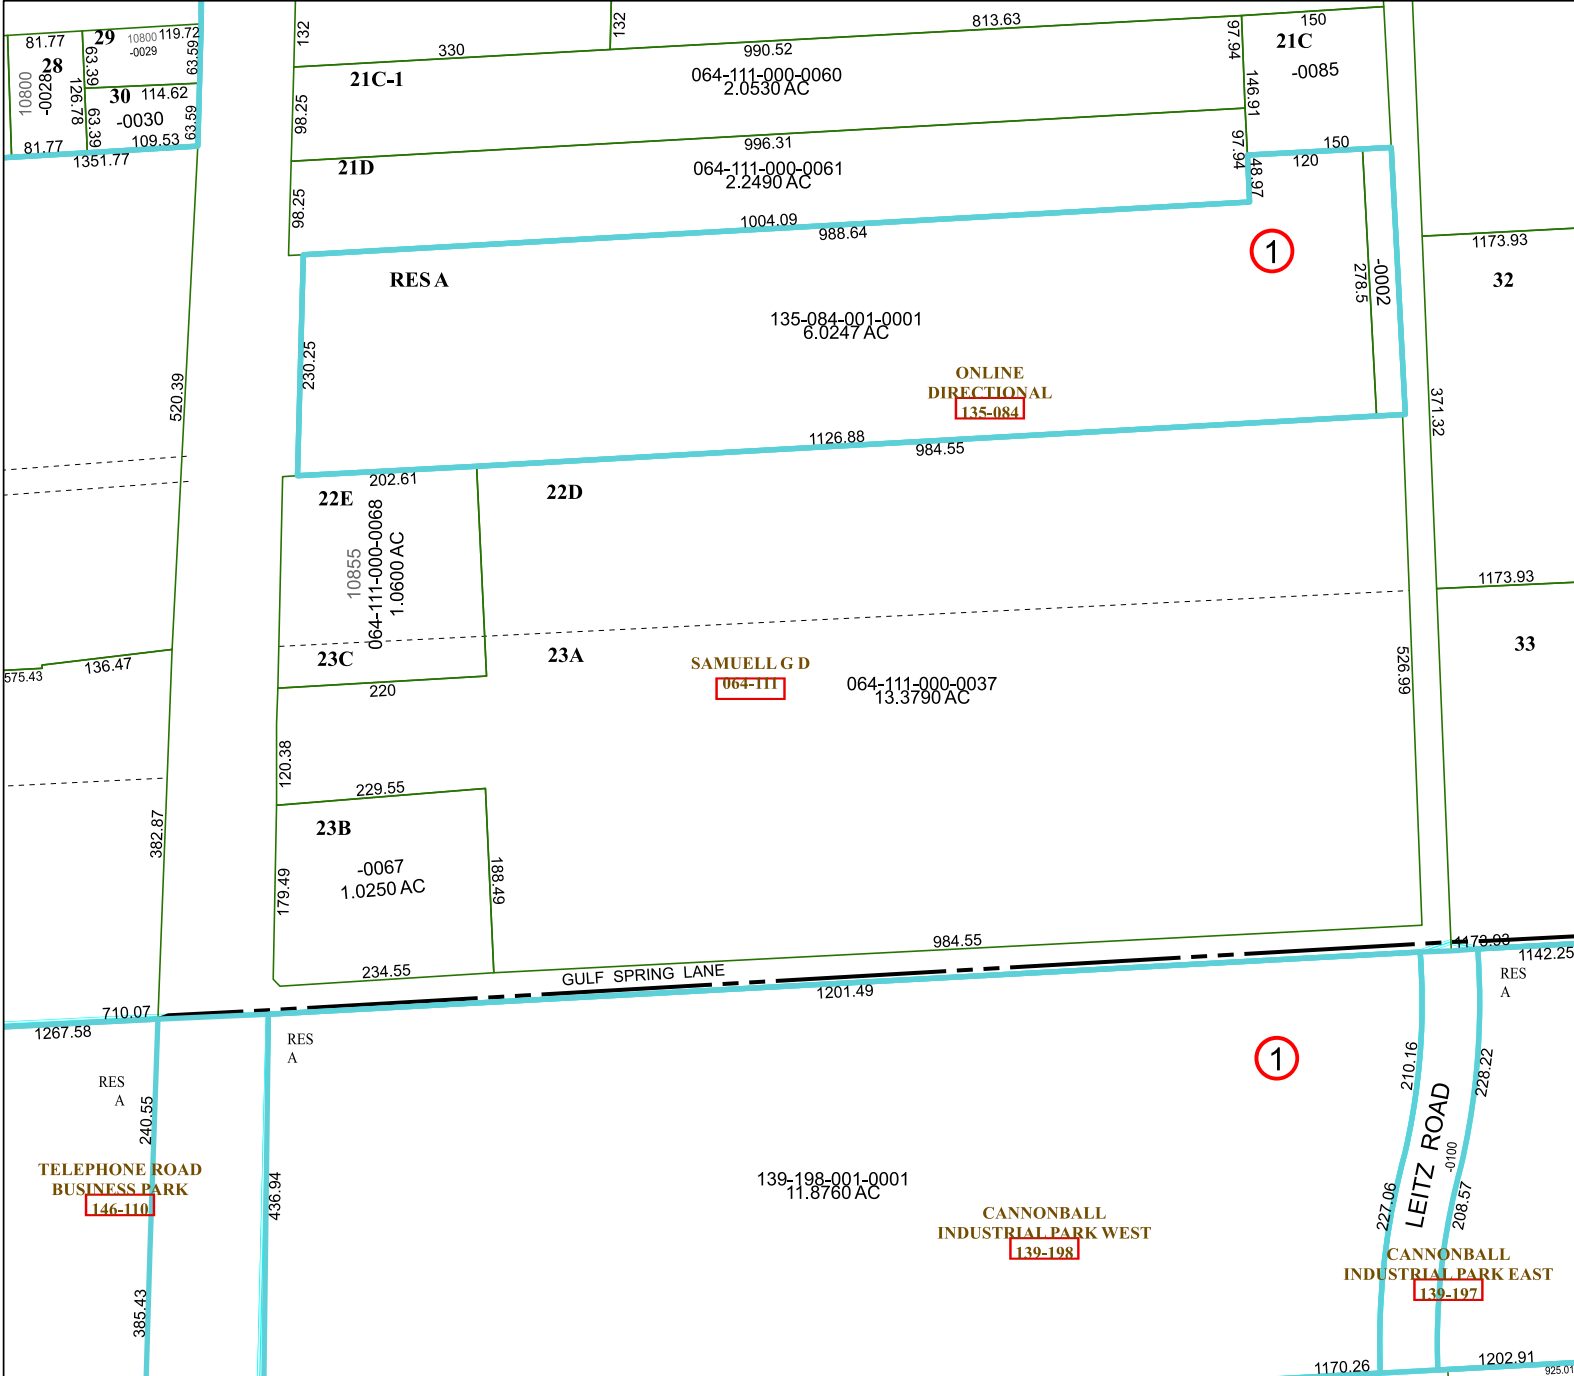 132
132
813.63
150
81.77
29
10800
119.72
-0029
63.39
63.59
28
10800
-0028
126.78
30
114.62
-0030
63.39
63.59
109.53
81.77
1351.77
330
990.52
97.94
21C
-0085
21C-1
064-111-000-0060
2.0530 AC
146.91
98.25
996.31
97.94
150
120
48.97
21D
064-111-000-0061
2.2490 AC
98.25
1004.09
988.64
1
1173.93
32
-0002
278.5
RES A
135-084-001-0001
6.0247 AC
230.25
520.39
ONLINE
DIRECTIONAL
135-084
371.32
1126.88
984.55
202.61
22E
22D
10855
064-111-000-0068
1.0600 AC
1173.93
33
23C
23A
SAMUELL G D
064-111
064-111-000-0037
13.3790 AC
526.99
136.47
575.43
220
120.38
229.55
382.87
23B
-0067
1.0250 AC
179.49
188.49
234.55
984.55
GULF SPRING LANE
1173.93
1142.25
1201.49
710.07
1267.58
RES
A
RES
A
RES
A
1
210.16
228.22
240.55
LEITZ ROAD
-0100
TELEPHONE ROAD
BUSINESS PARK
146-110
436.94
139-198-001-0001
11.8760 AC
227.06
208.57
CANNONBALL
INDUSTRIAL PARK WEST
139-198
CANNONBALL
INDUSTRIAL PARK EAST
139-197
385.43
1170.26
1202.91
925.01